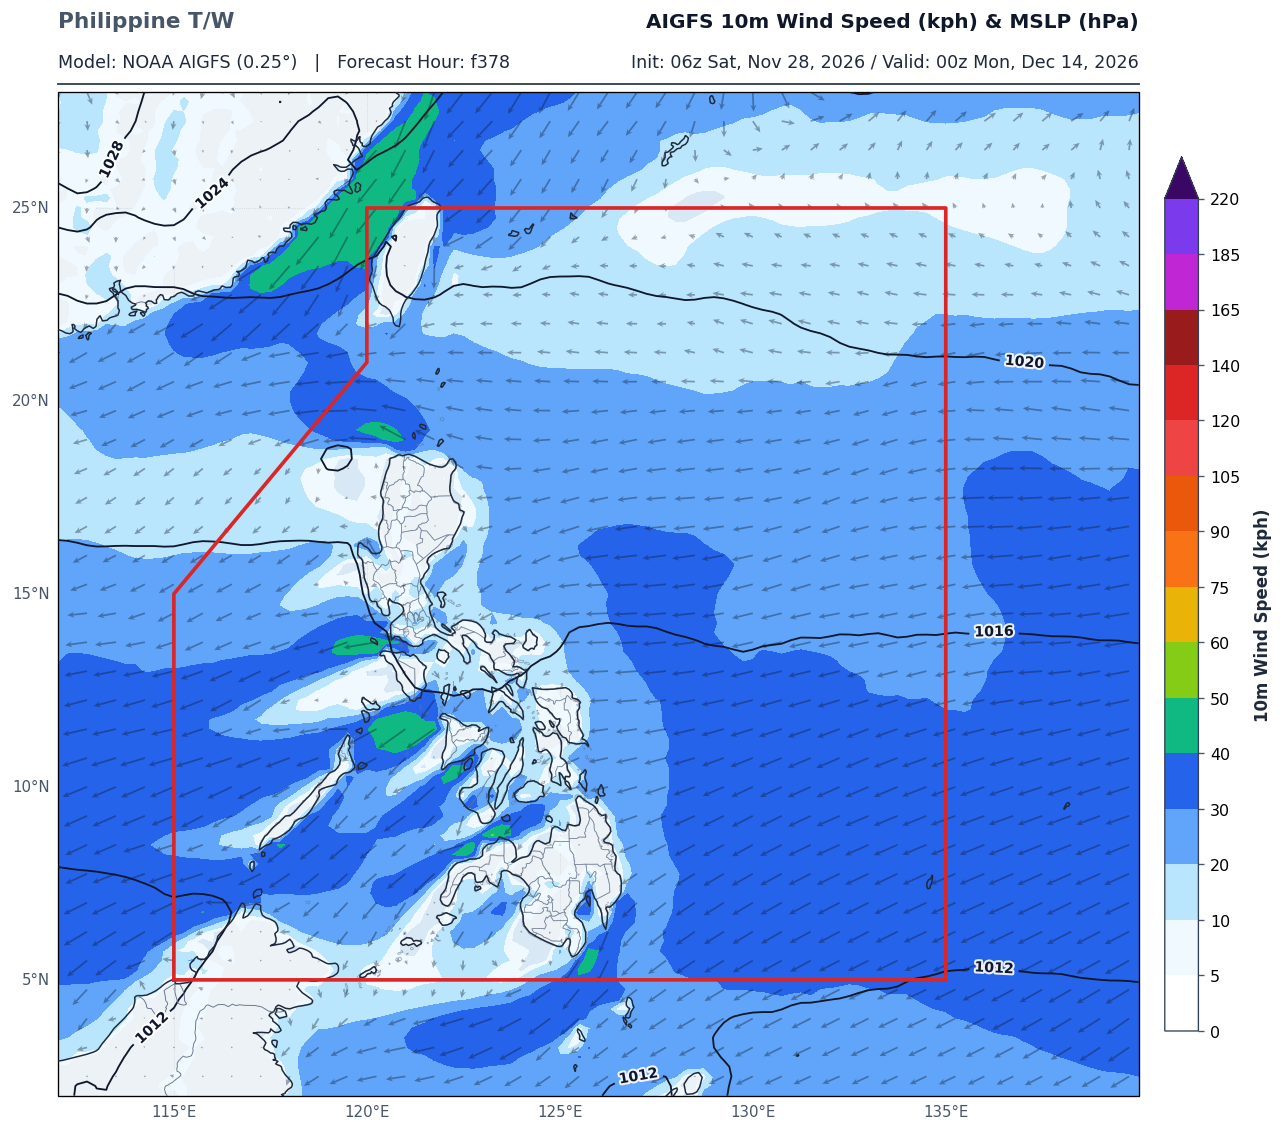 Philippine T/W
AIGFS 10m Wind Speed (kph) & MSLP (hPa)
Model: NOAA AIGFS (0.25°)   |   Forecast Hour: f378
Init: 06z Sat, Nov 28, 2026 / Valid: 00z Mon, Dec 14, 2026
1028
1024
1020
1016
1012
1012
1012
25°N
20°N
15°N
10°N
5°N
115°E
120°E
125°E
130°E
135°E
220
185
165
140
120
105
90
75
60
50
40
30
20
10
5
0
10m Wind Speed (kph)